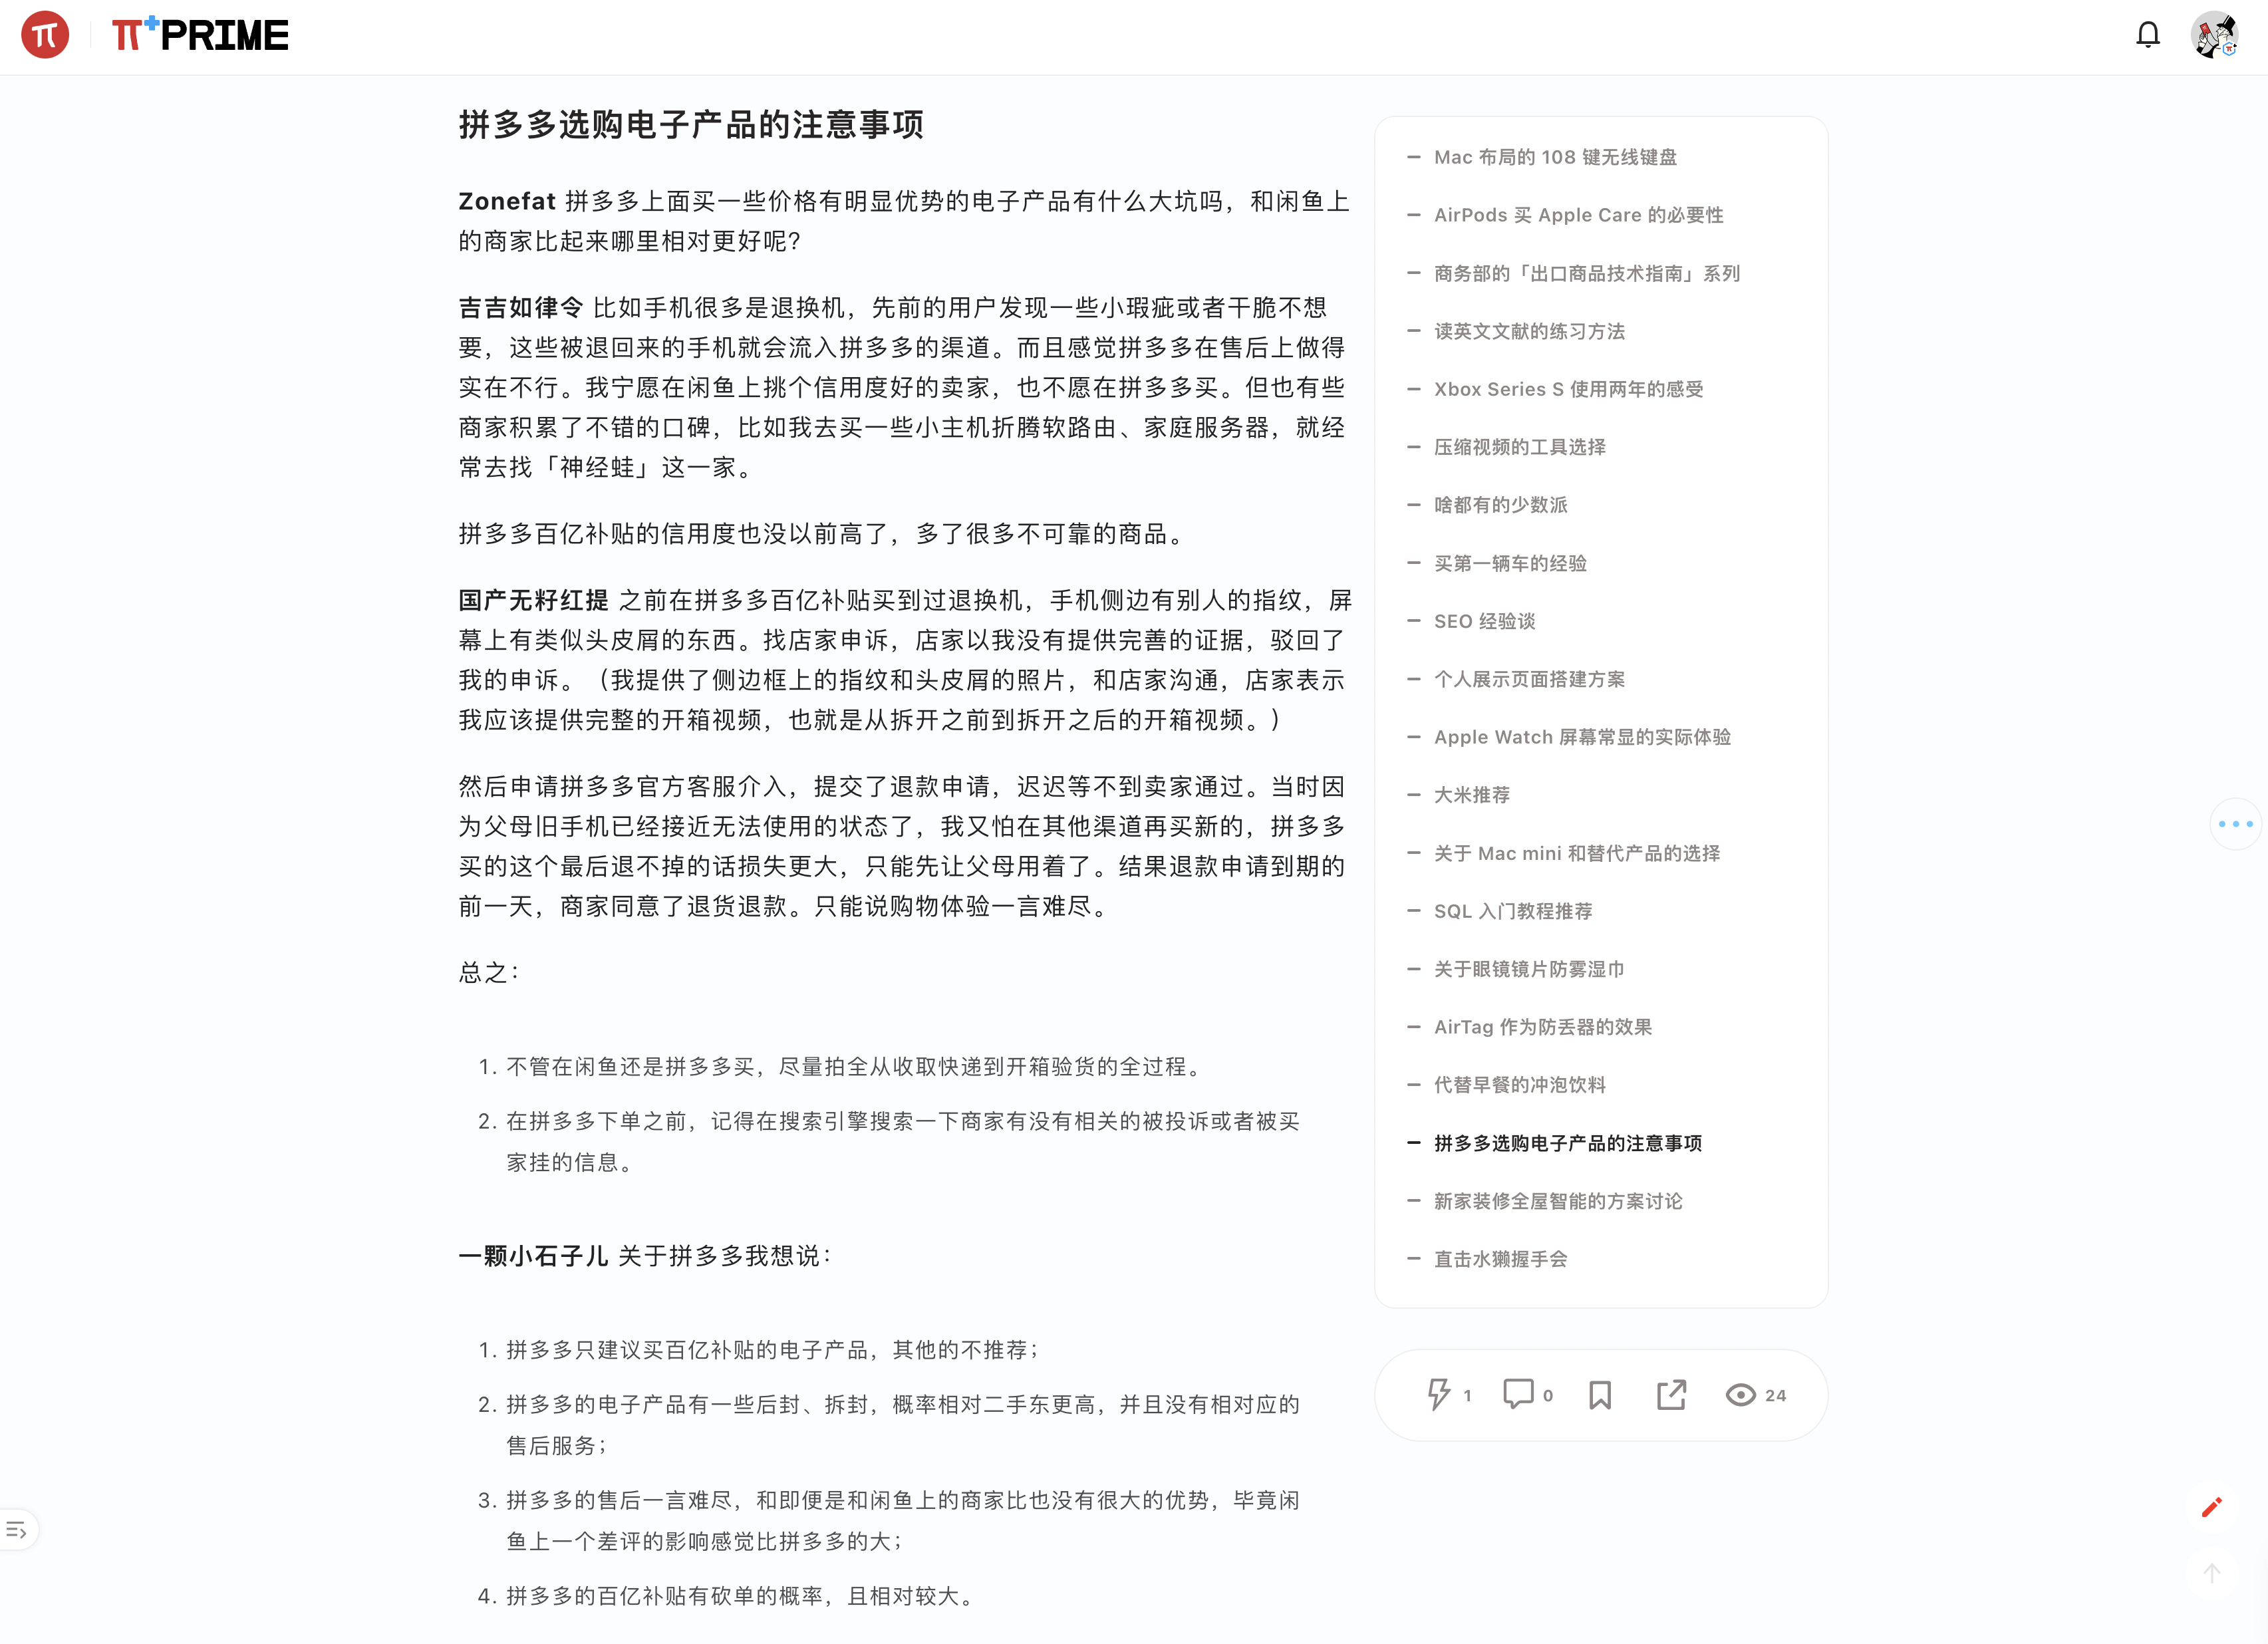 π+PRIME
拼多多选购电子产品的注意事项
Zonefat 拼多多上面买一些价格有明显优势的电子产品有什么大坑吗，和闲鱼上
的商家比起来哪里相对更好呢？
吉吉如律令 比如手机很多是退换机，先前的用户发现一些小瑕疵或者干脆不想
要，这些被退回来的手机就会流入拼多多的渠道。而且感觉拼多多在售后上做得
实在不行。我宁愿在闲鱼上挑个信用度好的卖家，也不愿在拼多多买。但也有些
商家积累了不错的口碑，比如我去买一些小主机折腾软路由、家庭服务器，就经
常去找「神经蛙」这一家。
拼多多百亿补贴的信用度也没以前高了，多了很多不可靠的商品。
国产无籽红提 之前在拼多多百亿补贴买到过退换机，手机侧边有别人的指纹，屏
幕上有类似头皮屑的东西。找店家申诉，店家以我没有提供完善的证据，驳回了
我的申诉。（我提供了侧边框上的指纹和头皮屑的照片，和店家沟通，店家表示
我应该提供完整的开箱视频，也就是从拆开之前到拆开之后的开箱视频。）
然后申请拼多多官方客服介入，提交了退款申请，迟迟等不到卖家通过。当时因
为父母旧手机已经接近无法使用的状态了，我又怕在其他渠道再买新的，拼多多
买的这个最后退不掉的话损失更大，只能先让父母用着了。结果退款申请到期的
前一天，商家同意了退货退款。只能说购物体验一言难尽。
总之：
1. 不管在闲鱼还是拼多多买，尽量拍全从收取快递到开箱验货的全过程。
2. 在拼多多下单之前，记得在搜索引擎搜索一下商家有没有相关的被投诉或者被买
家挂的信息。
一颗小石子儿 关于拼多多我想说：
1. 拼多多只建议买百亿补贴的电子产品，其他的不推荐；
2. 拼多多的电子产品有一些后封、拆封，概率相对二手东更高，并且没有相对应的
售后服务；
3. 拼多多的售后一言难尽，和即便是和闲鱼上的商家比也没有很大的优势，毕竟闲
鱼上一个差评的影响感觉比拼多多的大；
4. 拼多多的百亿补贴有砍单的概率，且相对较大。
Mac 布局的 108 键无线键盘
AirPods 买 Apple Care 的必要性
商务部的「出口商品技术指南」系列
读英文文献的练习方法
Xbox Series S 使用两年的感受
压缩视频的工具选择
啥都有的少数派
买第一辆车的经验
SEO 经验谈
个人展示页面搭建方案
Apple Watch 屏幕常显的实际体验
大米推荐
关于 Mac mini 和替代产品的选择
SQL 入门教程推荐
关于眼镜镜片防雾湿巾
AirTag 作为防丢器的效果
代替早餐的冲泡饮料
拼多多选购电子产品的注意事项
新家装修全屋智能的方案讨论
直击水獭握手会
1 0 24